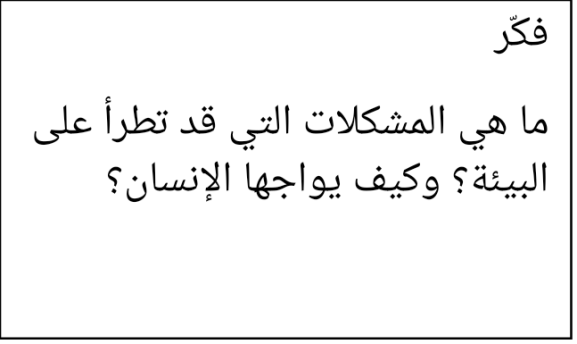 فكّر
ما هي المشكلات التي قد تطرأ على
البيئة؟ وكيف يواجها الإنسان؟